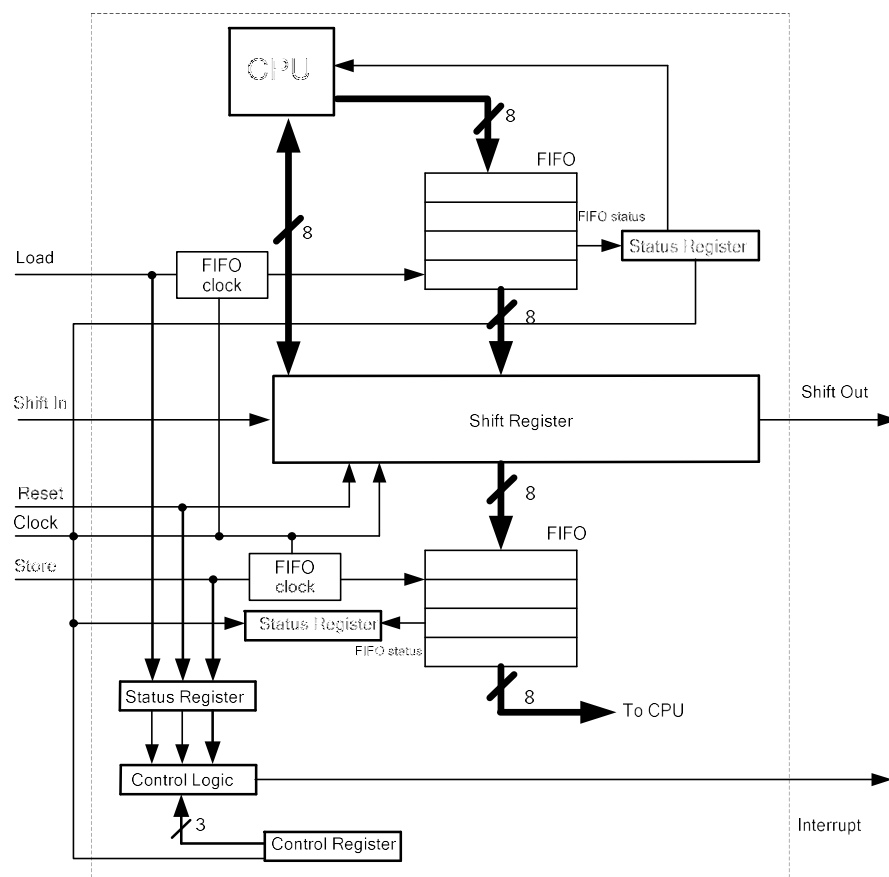 CPU
8
FIFO
FIFO status
Status Register
8
Load
FIFO
clock
8
Shift In
Shift Register
Shift Out
Reset
8
Clock
FIFO
Store
FIFO
clock
Status Register
FIFO status
Status Register
8
To CPU
Control Logic
3
Interrupt
Control Register